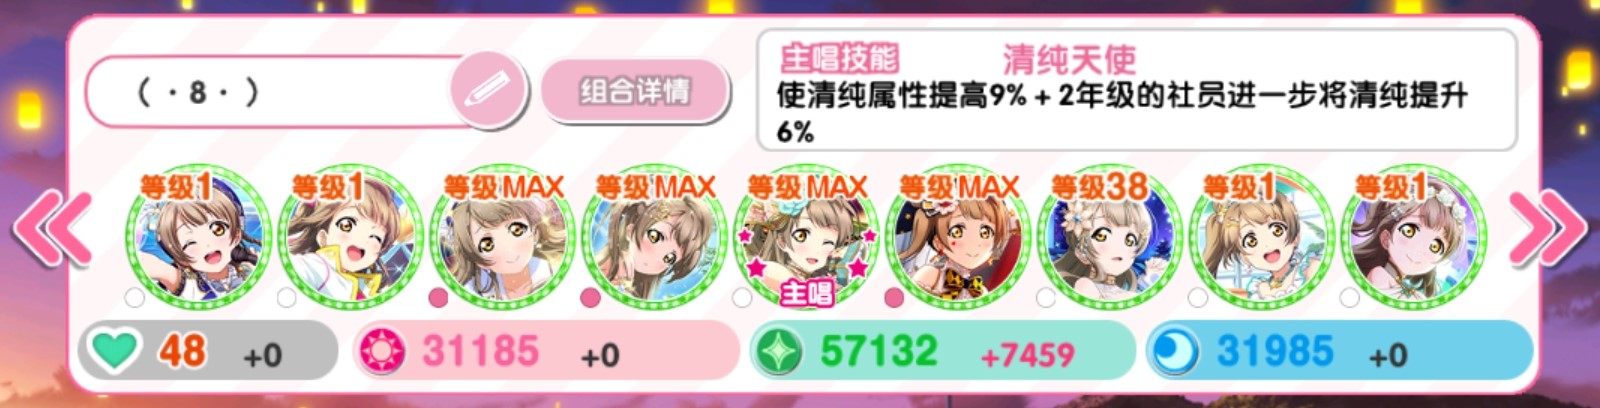 主唱技能 清纯天使
( ・8・ )
组合详情
使清纯属性提高9%+2年级的社员进一步将清纯提升
6%
等级1 等级1 等级MAX 等级MAX 等级MAX 等级MAX 等级38 等级1 等级1
主唱
48 +0 31185 +0 57132 +7459 31985 +0